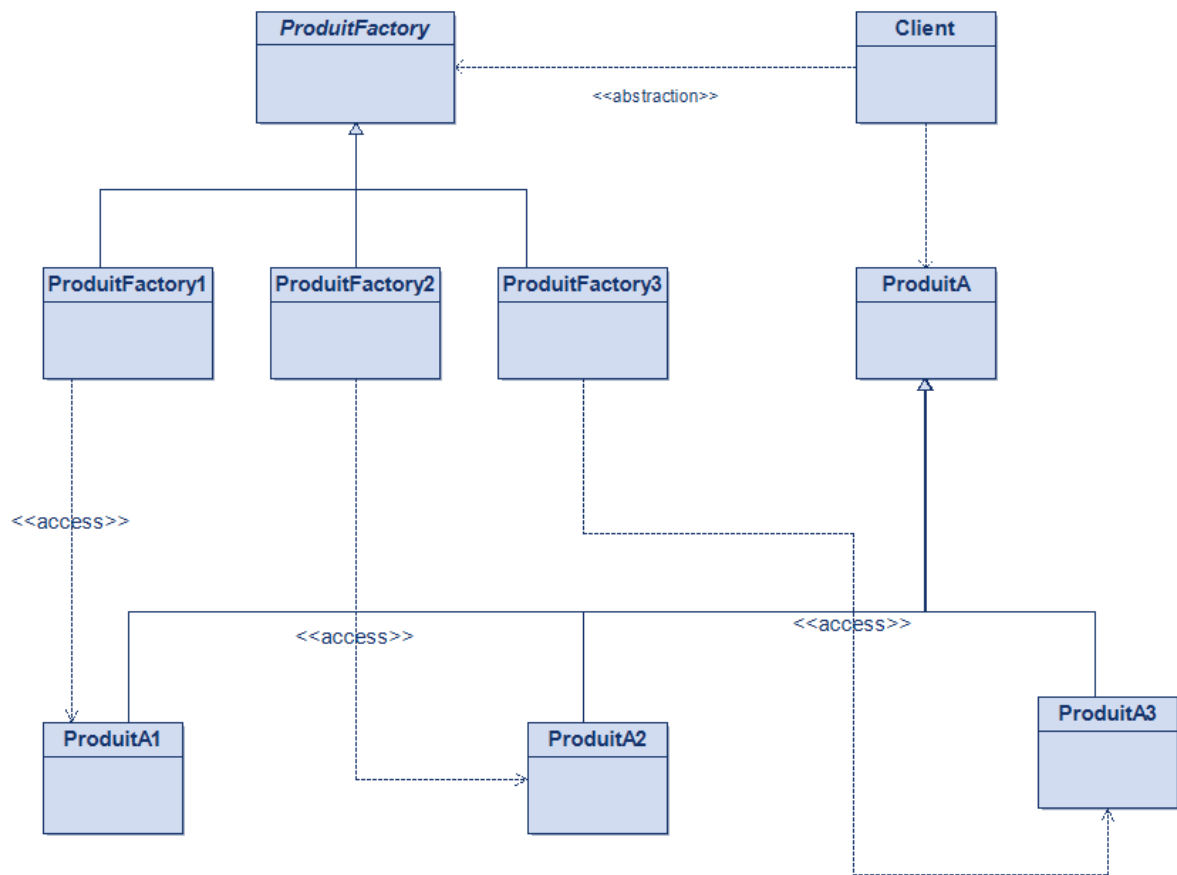 ProduitFactory
Client
<<abstraction>>
ProduitFactory1
ProduitFactory2
ProduitFactory3
ProduitA
<<access>>
<<access>>
<<access>>
ProduitA1
ProduitA2
ProduitA3